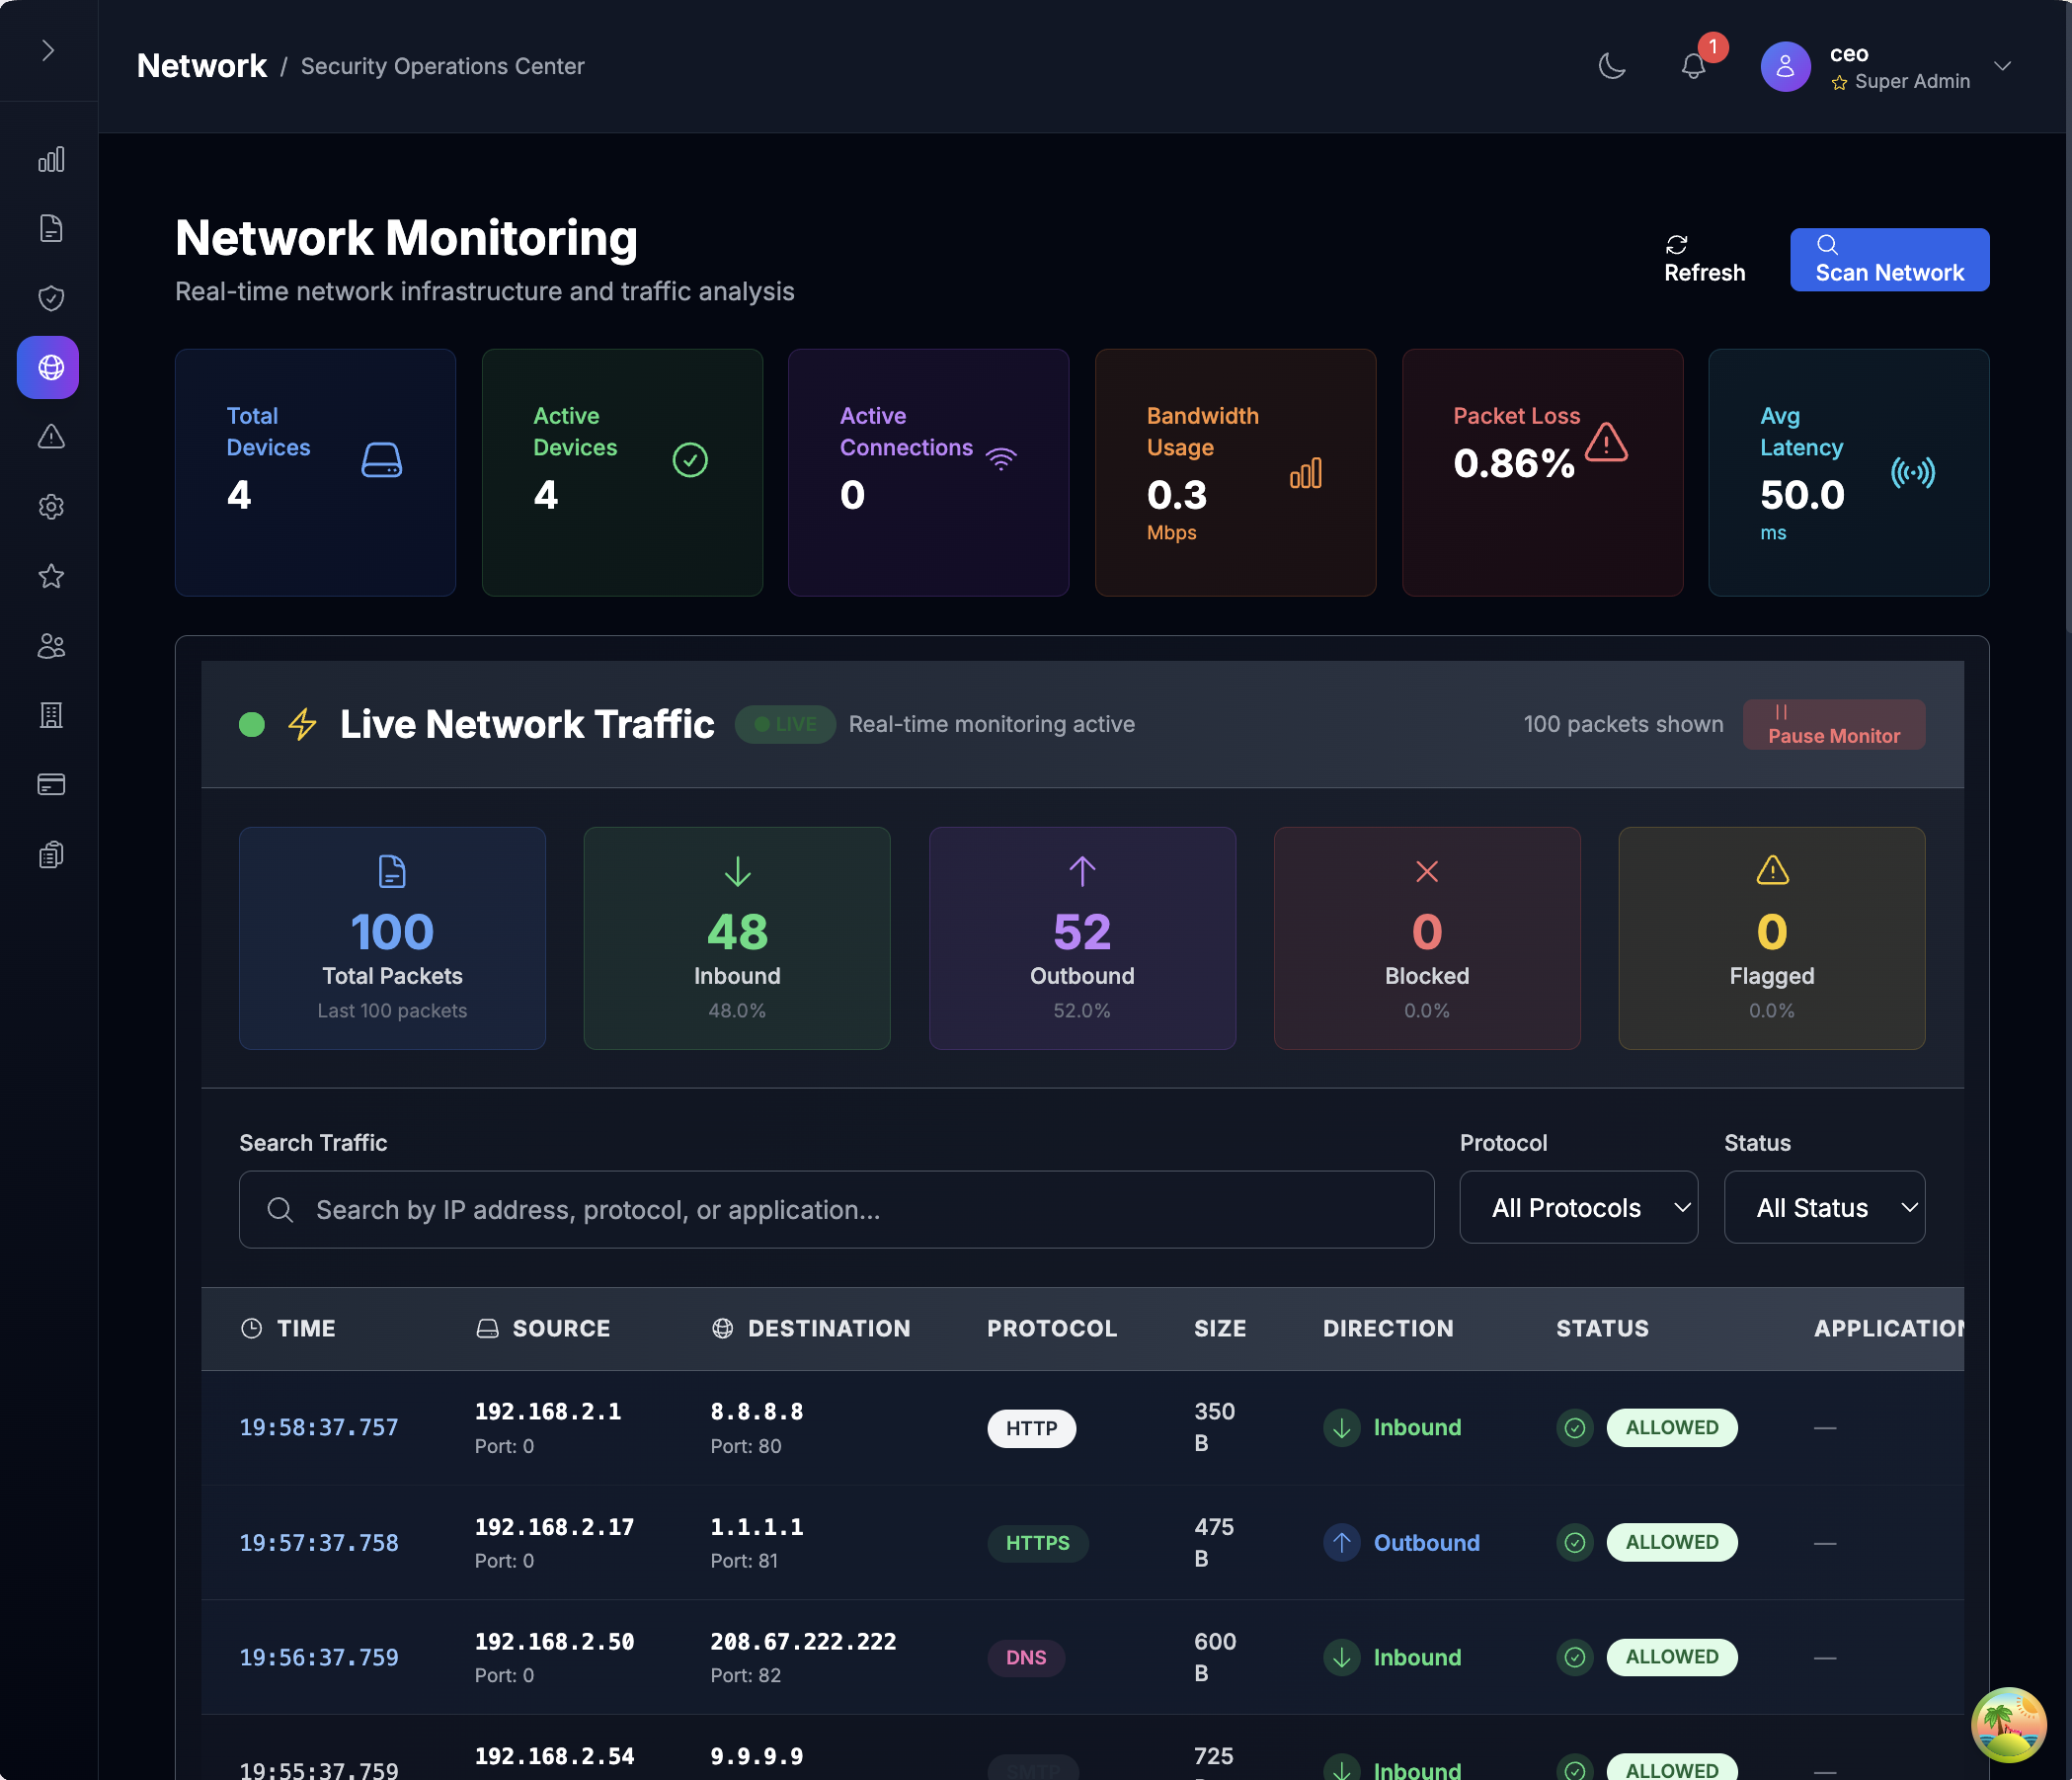 Network / Security Operations Center
1
ceo
Super Admin
Network Monitoring
Real-time network infrastructure and traffic analysis
Refresh
Scan Network
Total
Devices
4
Active
Devices
4
Active
Connections
0
Bandwidth
Usage
0.3
Mbps
Packet Loss
0.86%
Avg
Latency
50.0
ms
Live Network Traffic
LIVE
Real-time monitoring active
100 packets shown
Pause Monitor
100
Total Packets
Last 100 packets
48
Inbound
48.0%
52
Outbound
52.0%
0
Blocked
0.0%
0
Flagged
0.0%
Search Traffic
Search by IP address, protocol, or application...
Protocol
All Protocols
Status
All Status
TIME SOURCE DESTINATION PROTOCOL SIZE DIRECTION STATUS APPLICATION
19:58:37.757
192.168.2.1
Port: 0
8.8.8.8
Port: 80
HTTP
350
B
Inbound
ALLOWED
—
19:57:37.758
192.168.2.17
Port: 0
1.1.1.1
Port: 81
HTTPS
475
B
Outbound
ALLOWED
—
19:56:37.759
192.168.2.50
Port: 0
208.67.222.222
Port: 82
DNS
600
B
Inbound
ALLOWED
—
19:55:37.759
192.168.2.54
9.9.9.9
SMTP
725
Inbound
ALLOWED
—